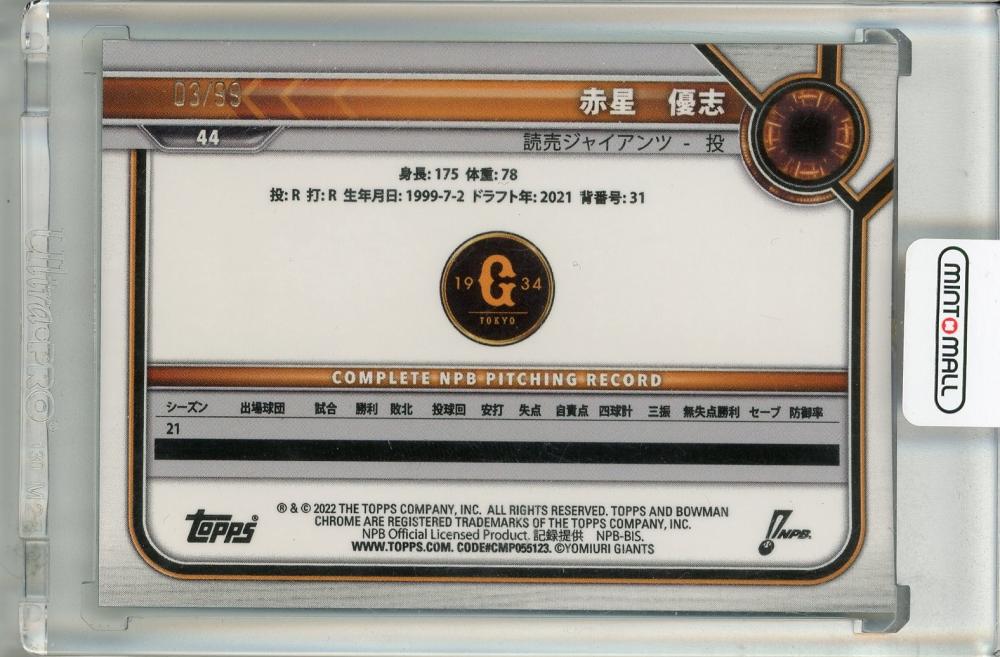 03/99
赤星 優志
44
読売ジャイアンツ - 投
身長: 175 体重: 78
投: R 打: R 生年月日: 1999-7-2 ドラフト年: 2021 背番号: 31
19 G 34
TOKYO
COMPLETE NPB PITCHING RECORD
シーズン 出場球団 試合 勝利 敗北 投球回 安打 失点 自責点 四球計 三振 無失点勝利 セーブ 防御率
21
® & © 2022 THE TOPPS COMPANY, INC. ALL RIGHTS RESERVED. TOPPS AND BOWMAN
CHROME ARE REGISTERED TRADEMARKS OF THE TOPPS COMPANY, INC.
NPB Official Licensed Product. 記録提供 NPB-BIS.
WWW.TOPPS.COM. CODE#CMP055123. ©YOMIURI GIANTS
TOPPS®
NPB.
MINT MALL
Ultra PRO
130 M